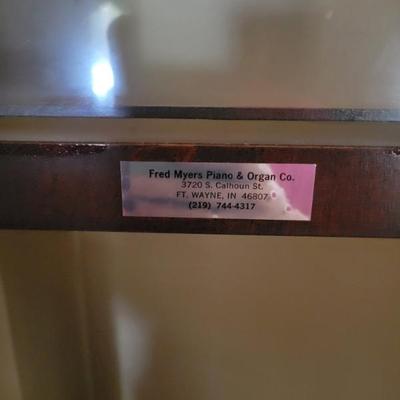 Fred Myers Piano & Organ Co.
3720 S. Calhoun St.
FT. WAYNE, IN 46807
(219) 744-4317